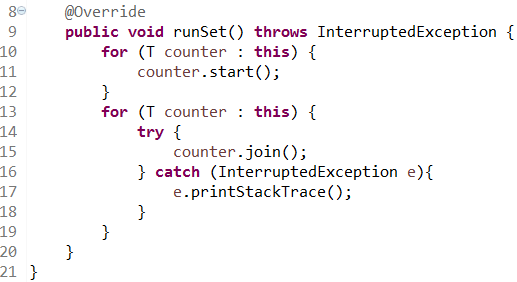 8 @Override
9 public void runSet() throws InterruptedException {
10 for (T counter : this) {
11 counter.start();
12 }
13 for (T counter : this) {
14 try {
15 counter.join();
16 } catch (InterruptedException e){
17 e.printStackTrace();
18 }
19 }
20 }
21 }